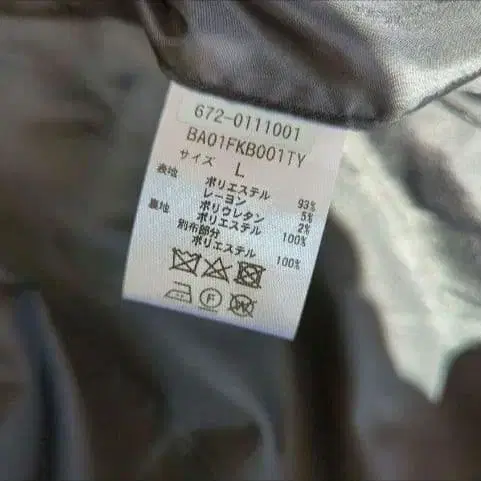 672-0111001
BA01FKB001TY
サイズ L
表地 ポリエステル 93%
レーヨン 5%
ポリウレタン 2%
裏地 ポリエステル 100%
別布部分
ポリエステル 100%
F
W